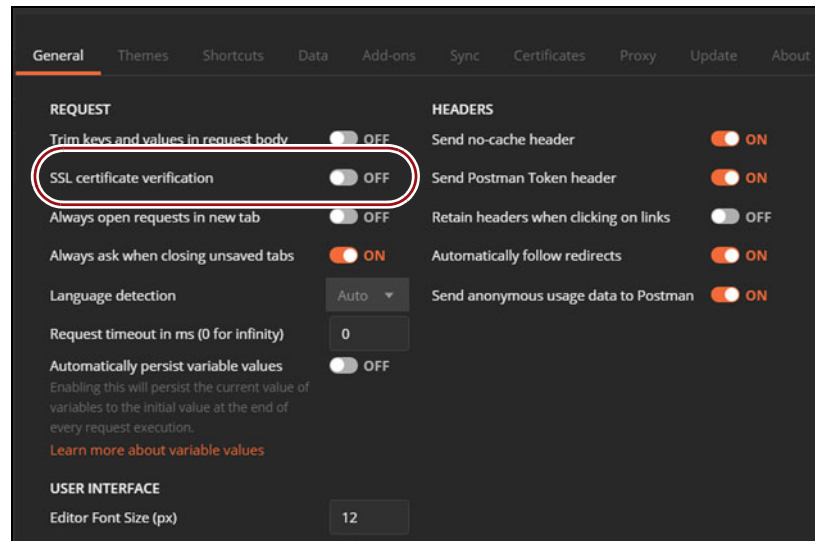 General Themes Shortcuts Data Add-ons Sync Certificates Proxy Update About
REQUEST
Trim keys and values in request body OFF
SSL certificate verification OFF
Always open requests in new tab OFF
Always ask when closing unsaved tabs ON
Language detection Auto
Request timeout in ms (0 for infinity) 0
Automatically persist variable values OFF
Enabling this will persist the current value of
variables to the initial value at the end of
every request execution.
Learn more about variable values
USER INTERFACE
Editor Font Size (px) 12
HEADERS
Send no-cache header ON
Send Postman Token header ON
Retain headers when clicking on links OFF
Automatically follow redirects ON
Send anonymous usage data to Postman ON